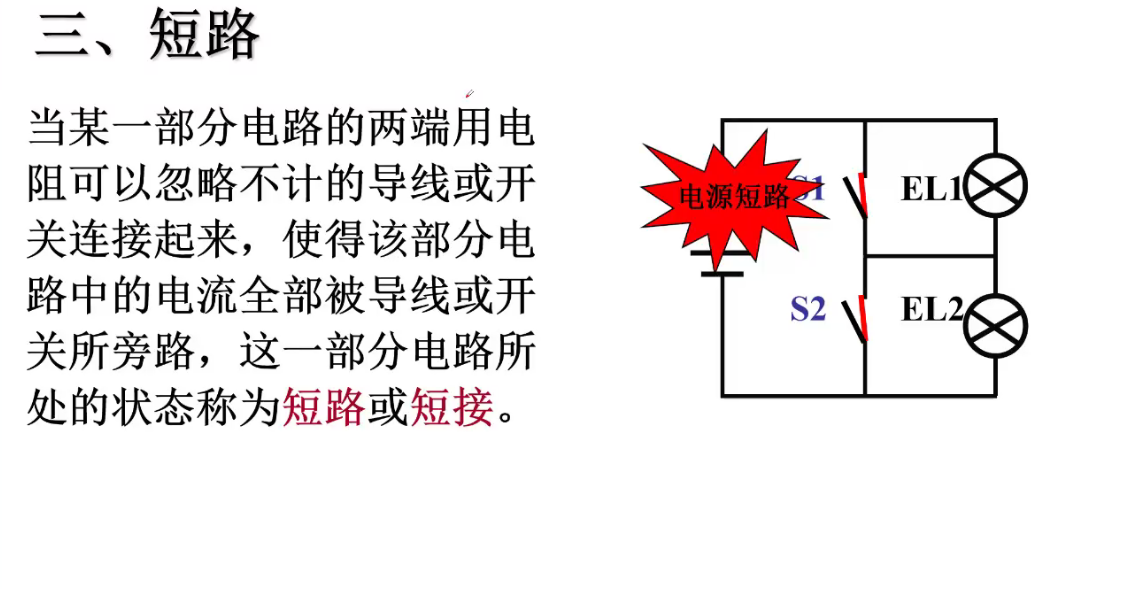 三、短路
当某一部分电路的两端用电
阻可以忽略不计的导线或开
关连接起来，使得该部分电
路中的电流全部被导线或开
关所旁路，这一部分电路所
处的状态称为短路或短接。
电源短路
S1
EL1
S2
EL2